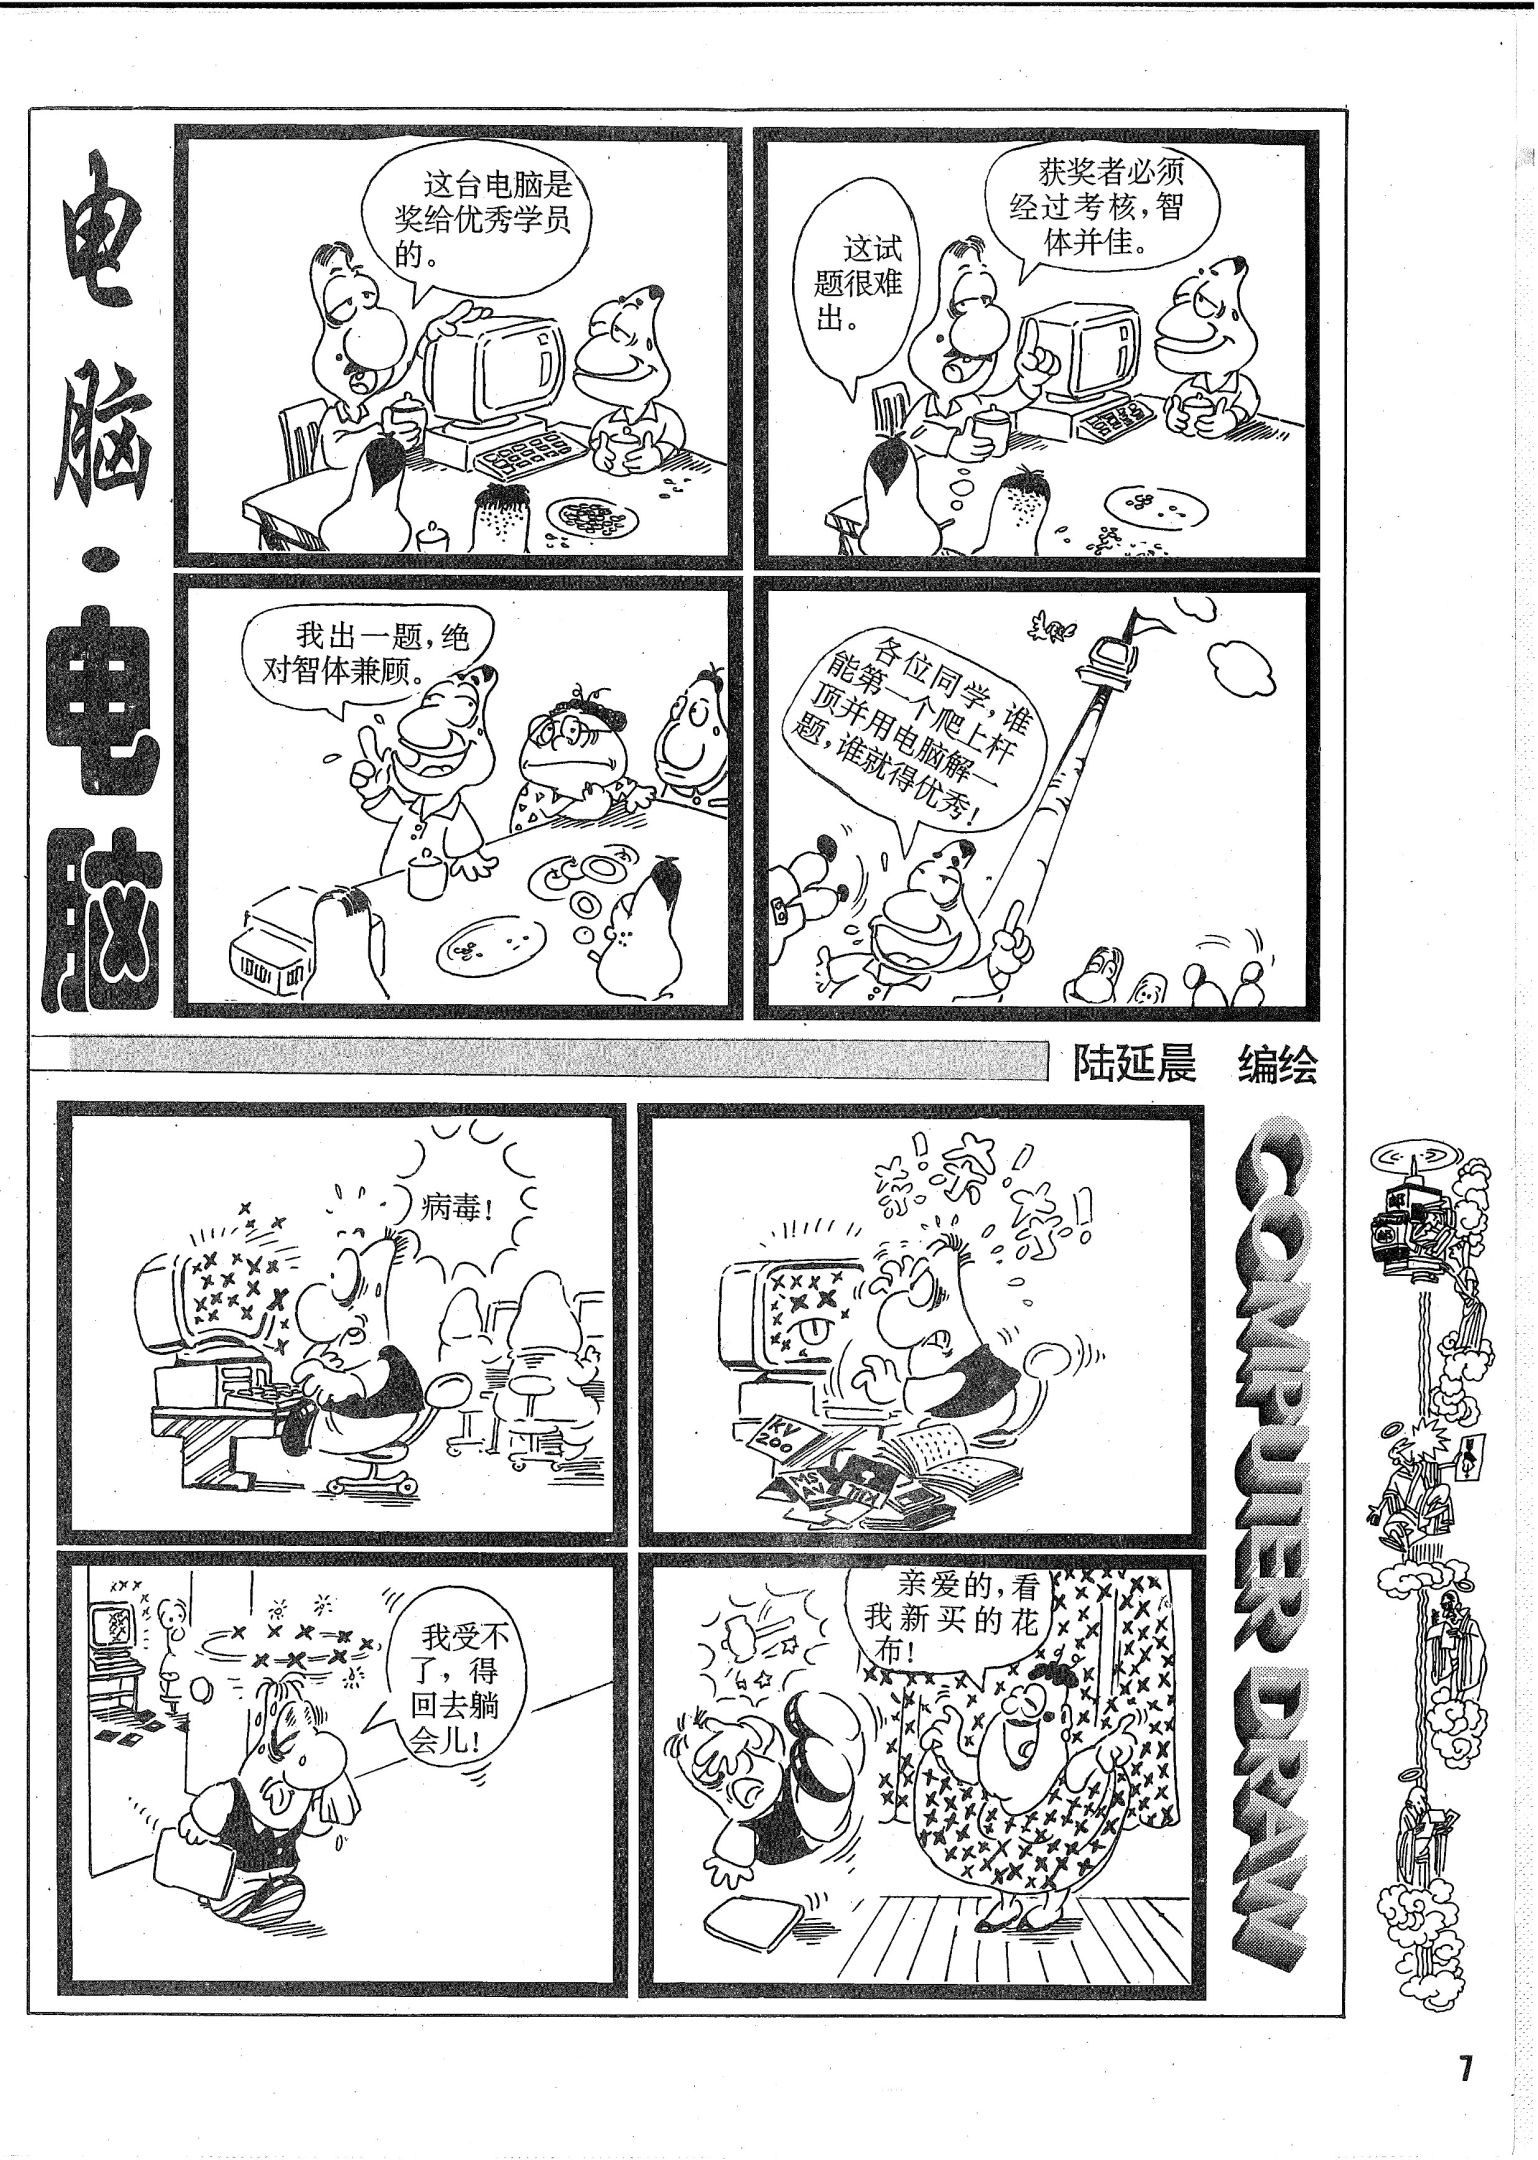 电脑·电脑
这台电脑是
奖给优秀学员
的。
获奖者必须
经过考核，智
体并佳。
这试
题很难
出。
我出一题，绝
对智体兼顾。
各位同学，谁
能第一个爬上杆
顶并用电脑解一
题，谁就得优秀！
陆延晨 编绘
COMPUTER DRAW
病毒！
杀！杀！杀！
KV
200
MS
AV
KILL
我受不
了，得
回去躺
会儿！
亲爱的，看
我新买的花
布！
7